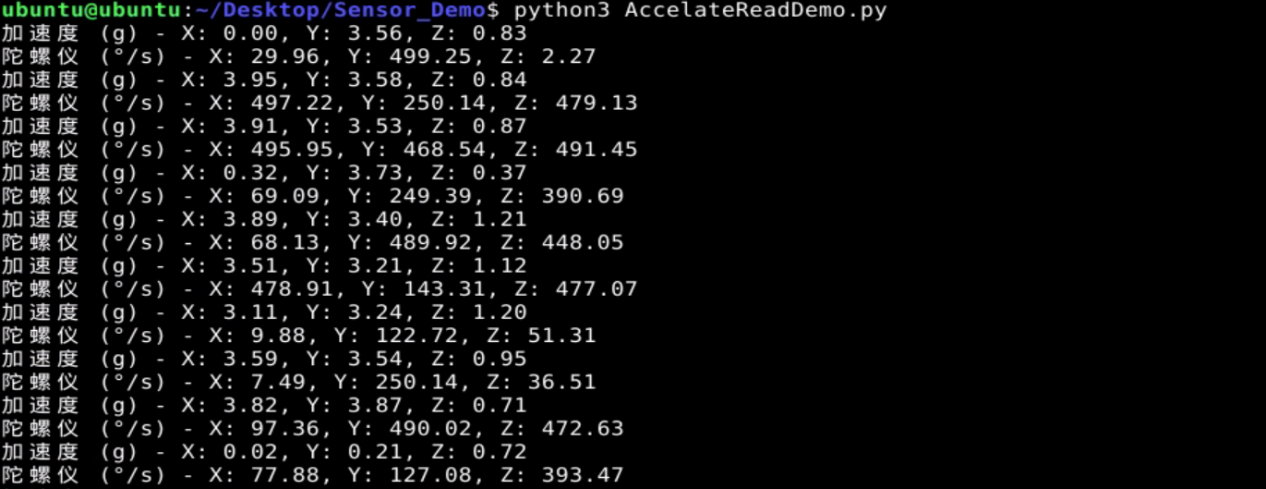 ubuntu@ubuntu:~/Desktop/Sensor_Demo$ python3 AccelateReadDemo.py
加速度 (g) - X: 0.00, Y: 3.56, Z: 0.83
陀螺仪 (°/s) - X: 29.96, Y: 499.25, Z: 2.27
加速度 (g) - X: 3.95, Y: 3.58, Z: 0.84
陀螺仪 (°/s) - X: 497.22, Y: 250.14, Z: 479.13
加速度 (g) - X: 3.91, Y: 3.53, Z: 0.87
陀螺仪 (°/s) - X: 495.95, Y: 468.54, Z: 491.45
加速度 (g) - X: 0.32, Y: 3.73, Z: 0.37
陀螺仪 (°/s) - X: 69.09, Y: 249.39, Z: 390.69
加速度 (g) - X: 3.89, Y: 3.40, Z: 1.21
陀螺仪 (°/s) - X: 68.13, Y: 489.92, Z: 448.05
加速度 (g) - X: 3.51, Y: 3.21, Z: 1.12
陀螺仪 (°/s) - X: 478.91, Y: 143.31, Z: 477.07
加速度 (g) - X: 3.11, Y: 3.24, Z: 1.20
陀螺仪 (°/s) - X: 9.88, Y: 122.72, Z: 51.31
加速度 (g) - X: 3.59, Y: 3.54, Z: 0.95
陀螺仪 (°/s) - X: 7.49, Y: 250.14, Z: 36.51
加速度 (g) - X: 3.82, Y: 3.87, Z: 0.71
陀螺仪 (°/s) - X: 97.36, Y: 490.02, Z: 472.63
加速度 (g) - X: 0.02, Y: 0.21, Z: 0.72
陀螺仪 (°/s) - X: 77.88, Y: 127.08, Z: 393.47